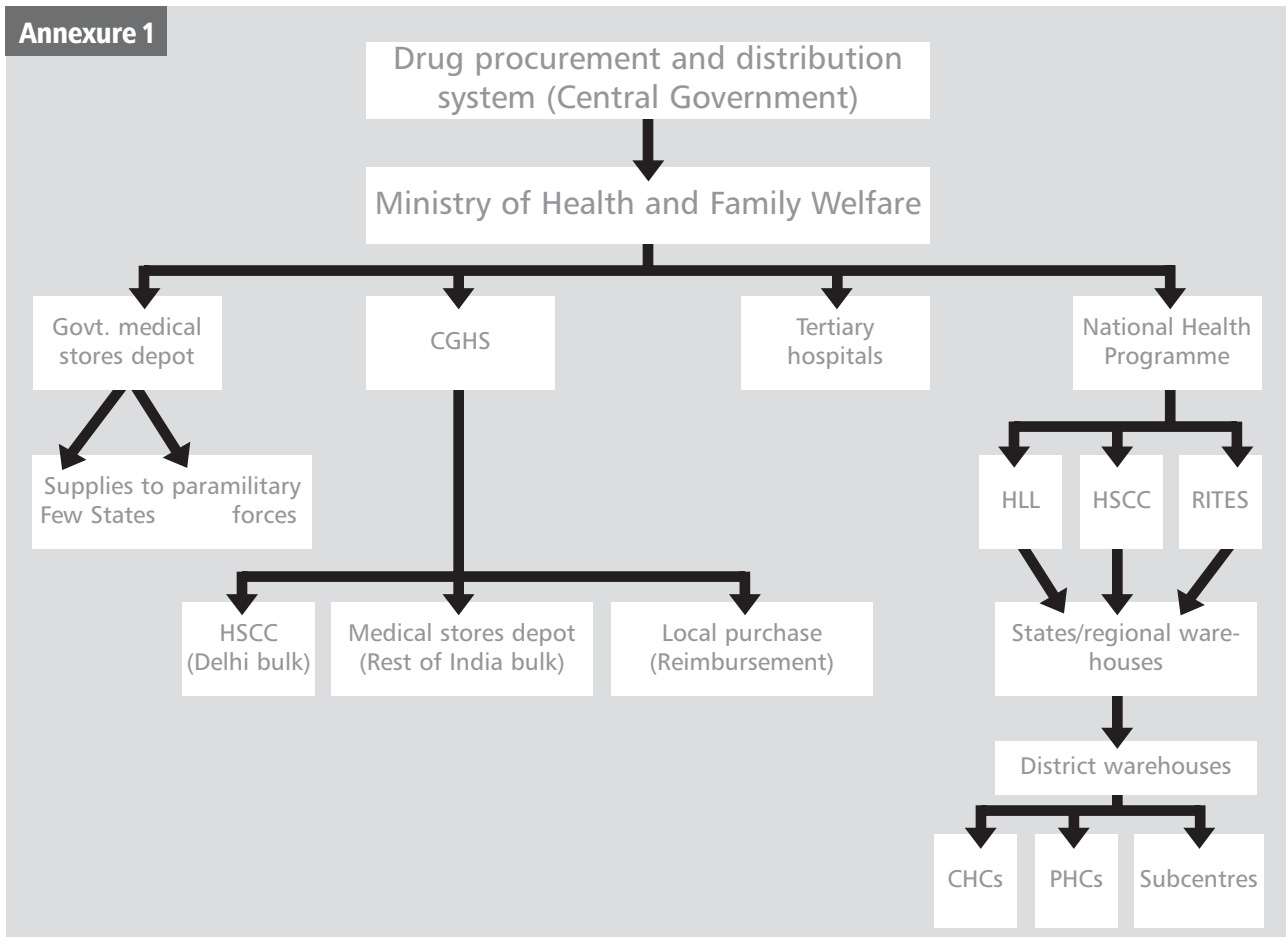 Annexure 1
Drug procurement and distribution
system (Central Government)
Ministry of Health and Family Welfare
Govt. medical
stores depot
CGHS
Tertiary
hospitals
National Health
Programme
Supplies to paramilitary
Few States forces
HLL
HSCC
RITES
HSCC
(Delhi bulk)
Medical stores depot
(Rest of India bulk)
Local purchase
(Reimbursement)
States/regional ware-
houses
District warehouses
CHCs
PHCs
Subcentres